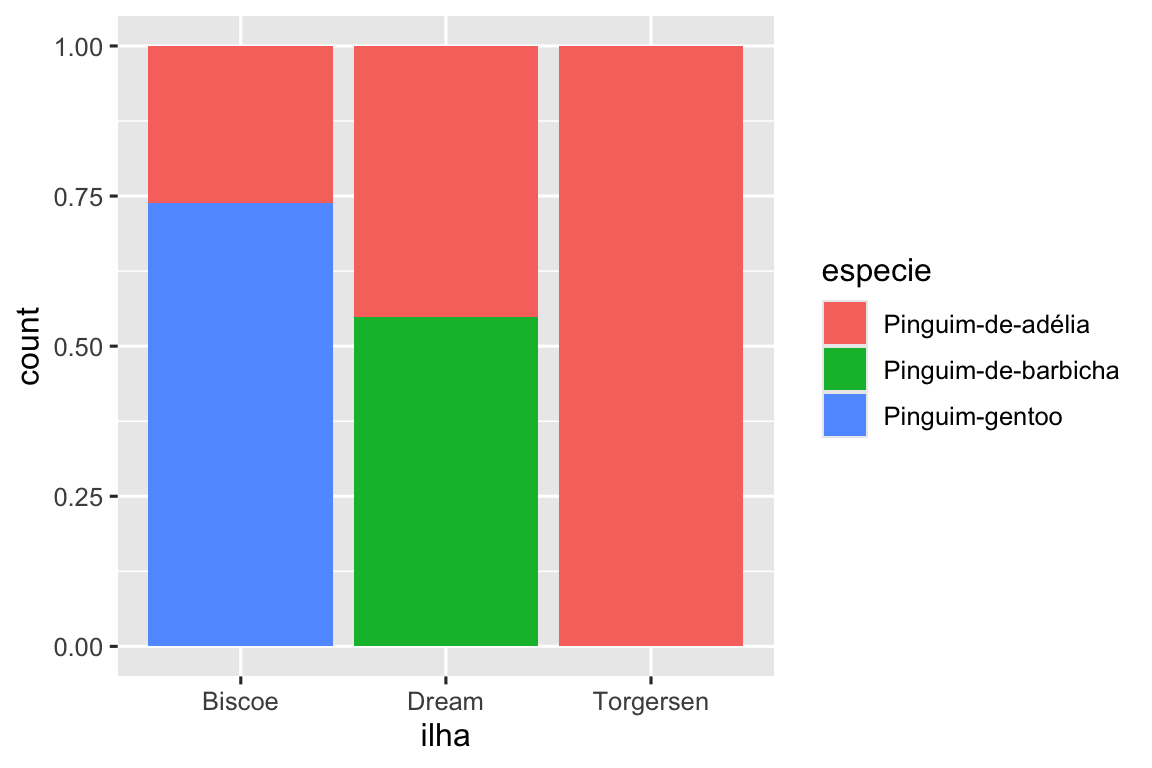 1.00
0.75
0.50
0.25
0.00
count
Biscoe Dream Torgersen
ilha
especie
Pinguim-de-adélia
Pinguim-de-barbicha
Pinguim-gentoo